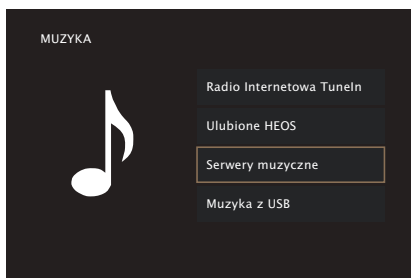 MUZYKA
Radio Internetowa TuneIn
Ulubione HEOS
Serwery muzyczne
Muzyka z USB